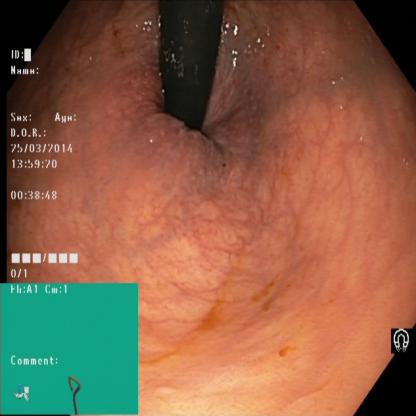 ID:
Name:
Sex: Age:
D.O.B.:
25/03/2014
13:59:20
00:38:48
■■■/■■■
0/1
Eh:A1 Cm:1
Comment: